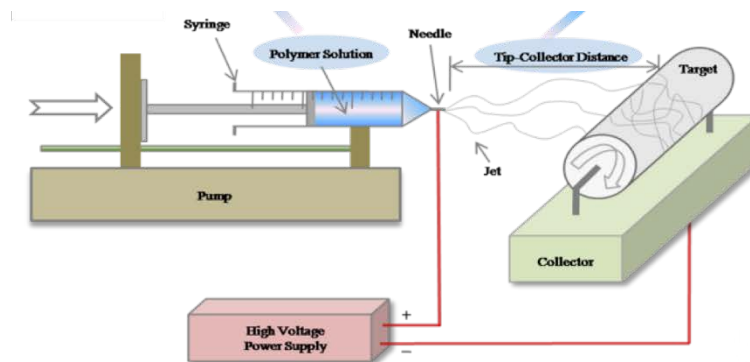 Syringe
Needle
Polymer Solution
Tip-Collector Distance
Target
Jet
Pump
Collector
+
High Voltage
Power Supply
–